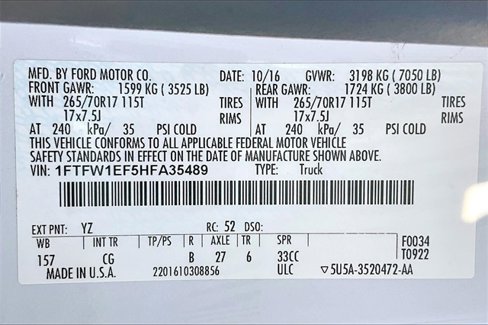 MFD. BY FORD MOTOR CO. DATE: 10/16 GVWR: 3198 KG ( 7050 LB)
FRONT GAWR: 1599 KG ( 3525 LB) REAR GAWR: 1724 KG ( 3800 LB)
WITH 265/70R17 115T TIRES WITH 265/70R17 115T TIRES
17x7.5J RIMS 17x7.5J RIMS
AT 240 kPa/ 35 PSI COLD AT 240 kPa/ 35 PSI COLD
THIS VEHICLE CONFORMS TO ALL APPLICABLE FEDERAL MOTOR VEHICLE
SAFETY STANDARDS IN EFFECT ON THE DATE OF MANUFACTURE SHOWN ABOVE.
VIN: 1FTFW1EF5HFA35489 TYPE: Truck
EXT PNT: YZ RC: 52 DSO:
WB INT TR TP/PS R AXLE TR SPR F0034
157 CG B 27 6 33CC T0922
MADE IN U.S.A. 2201610308856 ULC ▽5U5A-3520472-AA